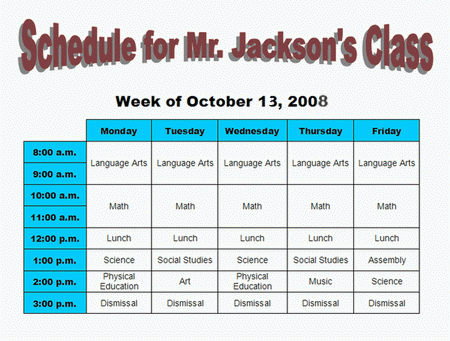 Schedule for Mr. Jackson's Class
Week of October 13, 2008
Monday Tuesday Wednesday Thursday Friday
8:00 a.m.
Language Arts Language Arts Language Arts Language Arts Language Arts
9:00 a.m.
10:00 a.m.
Math Math Math Math Math
11:00 a.m.
12:00 p.m. Lunch Lunch Lunch Lunch Lunch
1:00 p.m. Science Social Studies Science Social Studies Assembly
2:00 p.m. Physical Education Art Physical Education Music Science
3:00 p.m. Dismissal Dismissal Dismissal Dismissal Dismissal